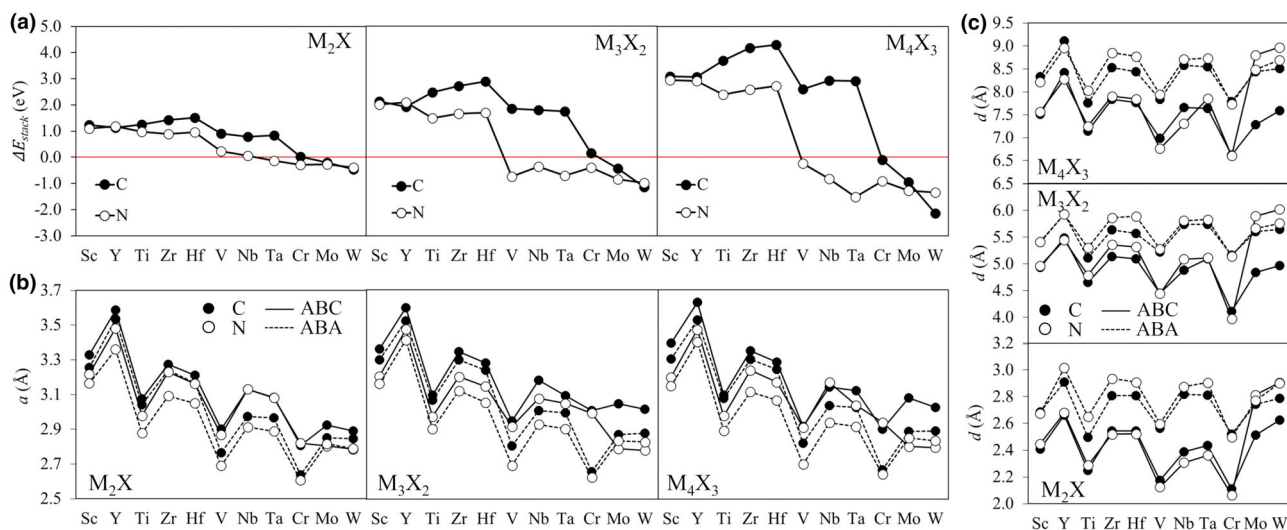 (a)
5.0
4.0
3.0
2.0
1.0
0.0
-1.0
-2.0
-3.0
ΔE_stack (eV)
M₂X
M₃X₂
M₄X₃
C
N
C
N
C
N
Sc Y Ti Zr Hf V Nb Ta Cr Mo W
Sc Y Ti Zr Hf V Nb Ta Cr Mo W
Sc Y Ti Zr Hf V Nb Ta Cr Mo W
(b)
3.7
3.5
3.3
3.1
2.9
2.7
2.5
a (Å)
C ABC
N ABA
M₂X
M₃X₂
M₄X₃
Sc Y Ti Zr Hf V Nb Ta Cr Mo W
Sc Y Ti Zr Hf V Nb Ta Cr Mo W
Sc Y Ti Zr Hf V Nb Ta Cr Mo W
(c)
9.5
9.0
8.5
8.0
7.5
7.0
6.5
d (Å)
M₄X₃
M₃X₂
6.0
5.5
5.0
4.5
4.0
d (Å)
C ABC
N ABA
3.2
3.0
2.8
2.6
2.4
2.2
2.0
d (Å)
M₂X
Sc Y Ti Zr Hf V Nb Ta Cr Mo W